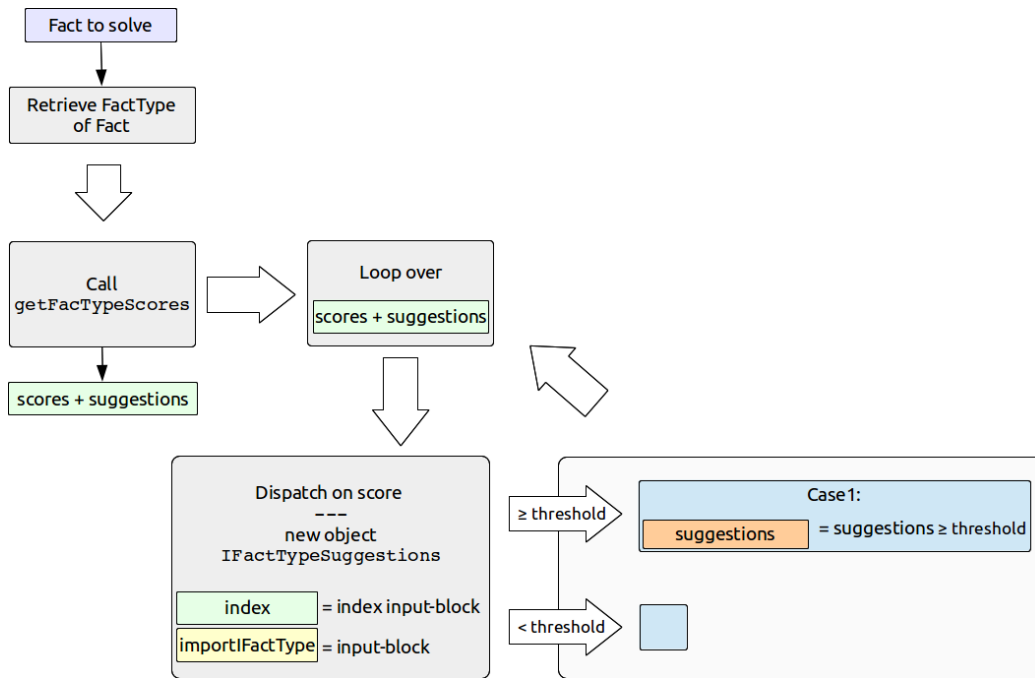 Fact to solve
Retrieve FactType
of Fact
Call
getFacTypeScores
scores + suggestions
Loop over
scores + suggestions
Dispatch on score
---
new object
IFactTypeSuggestions
index = index input-block
importIFactType = input-block
≥ threshold
< threshold
Case1:
suggestions = suggestions ≥ threshold